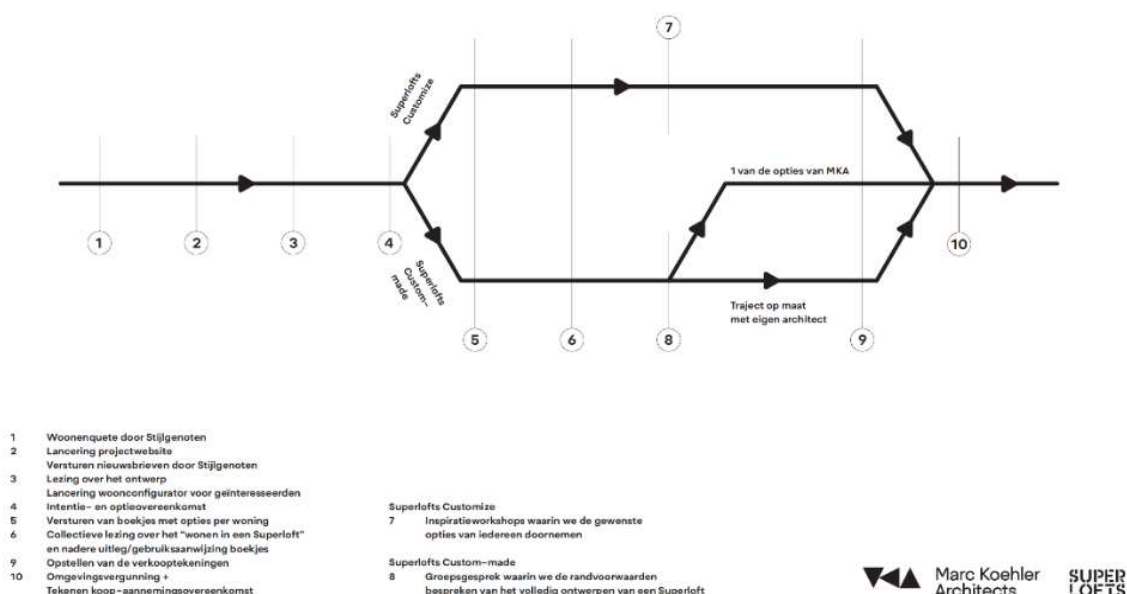 7
Superlofts
Customize
1 van de opties van MKA
1
2
3
4
10
Superlofts
Custom-
made
Traject op maat
met eigen architect
5
6
8
9
1 Woonenquete door Stijlgenoten
2 Lancering projectwebsite
Versturen nieuwsbrieven door Stijlgenoten
3 Lezing over het ontwerp
Lancering woonconfigurator voor geïnteresseerden
4 Intentie- en optieovereenkomst
5 Versturen van boekjes met opties per woning
6 Collectieve lezing over het "wonen in een Superloft"
en nadere uitleg/gebruiksaanwijzing boekjes
9 Opstellen van de verkooptekeningen
10 Omgevingsvergunning +
Tekenen koop-aannemingsovereenkomst
Superlofts Customize
7 Inspiratieworkshops waarin we de gewenste
opties van iedereen doornemen
Superlofts Custom-made
8 Groepsgesprek waarin we de randvoorwaarden
bespreken van het volledig ontwerpen van een Superloft
Marc Koehler
Architects
SUPER
LOFTS